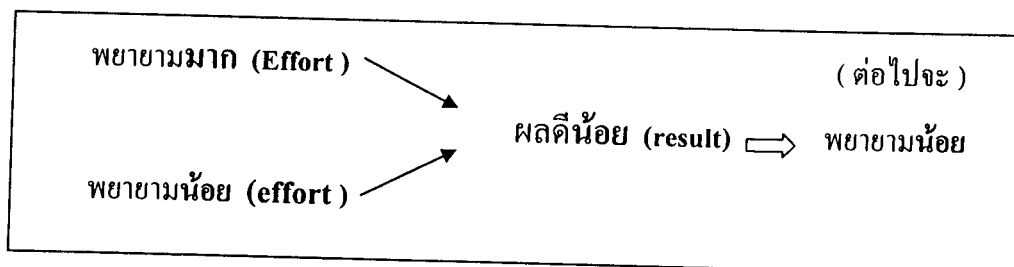 พยายามมาก (Effort )
( ต่อไปจะ )
ผลดีน้อย (result) พยายามน้อย
พยายามน้อย (effort )